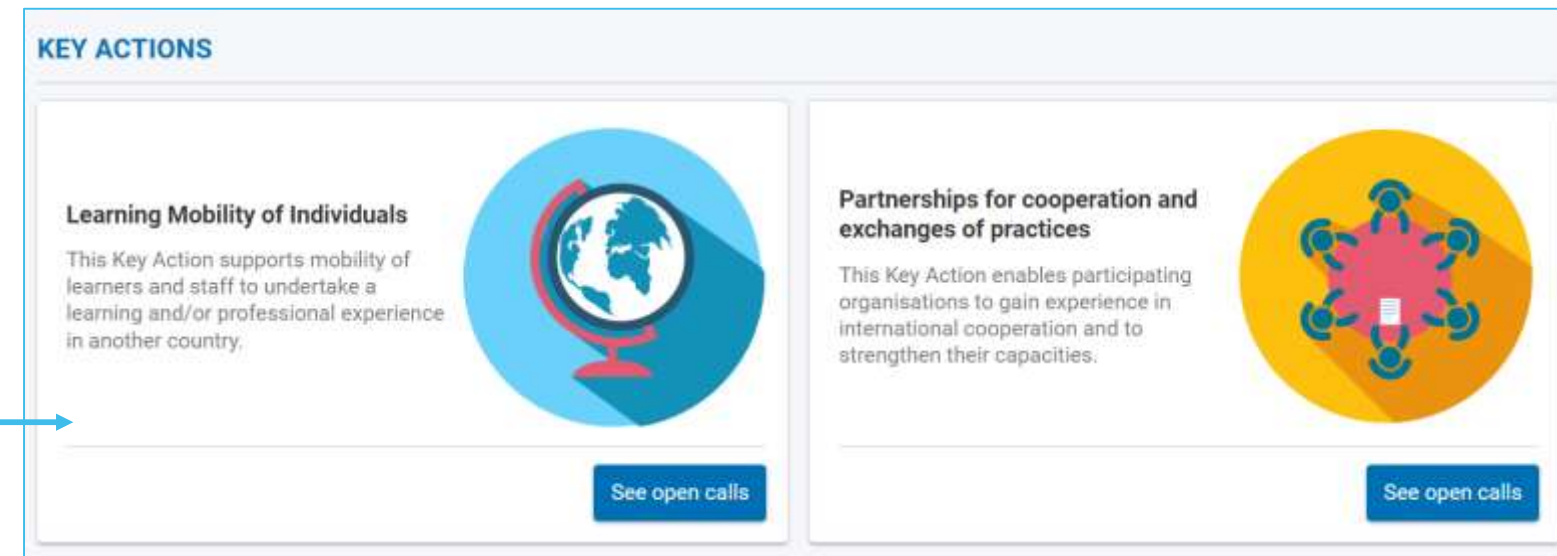 KEY ACTIONS
Learning Mobility of Individuals
This Key Action supports mobility of
learners and staff to undertake a
learning and/or professional experience
in another country.
See open calls
Partnerships for cooperation and
exchanges of practices
This Key Action enables participating
organisations to gain experience in
international cooperation and to
strengthen their capacities.
See open calls